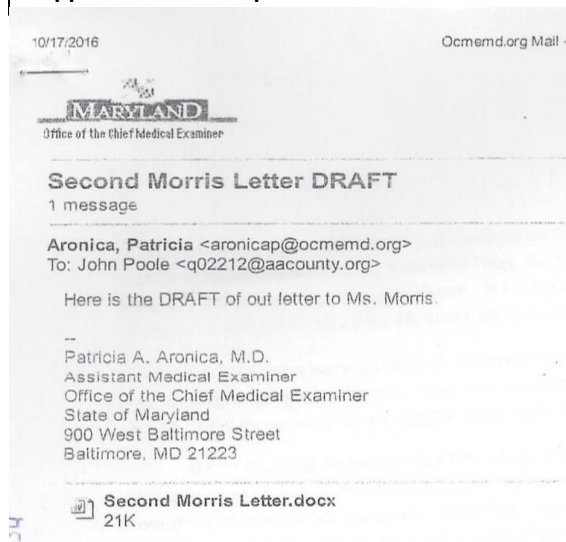 10/17/2016
Ocmemd.org Mail -
MARYLAND
Office of the Chief Medical Examiner
Second Morris Letter DRAFT
1 message
Aronica, Patricia <aronicap@ocmemd.org>
To: John Poole <q02212@aacounty.org>
Here is the DRAFT of out letter to Ms. Morris.
--
Patricia A. Aronica, M.D.
Assistant Medical Examiner
Office of the Chief Medical Examiner
State of Maryland
900 West Baltimore Street
Baltimore, MD 21223
Second Morris Letter.docx
21K